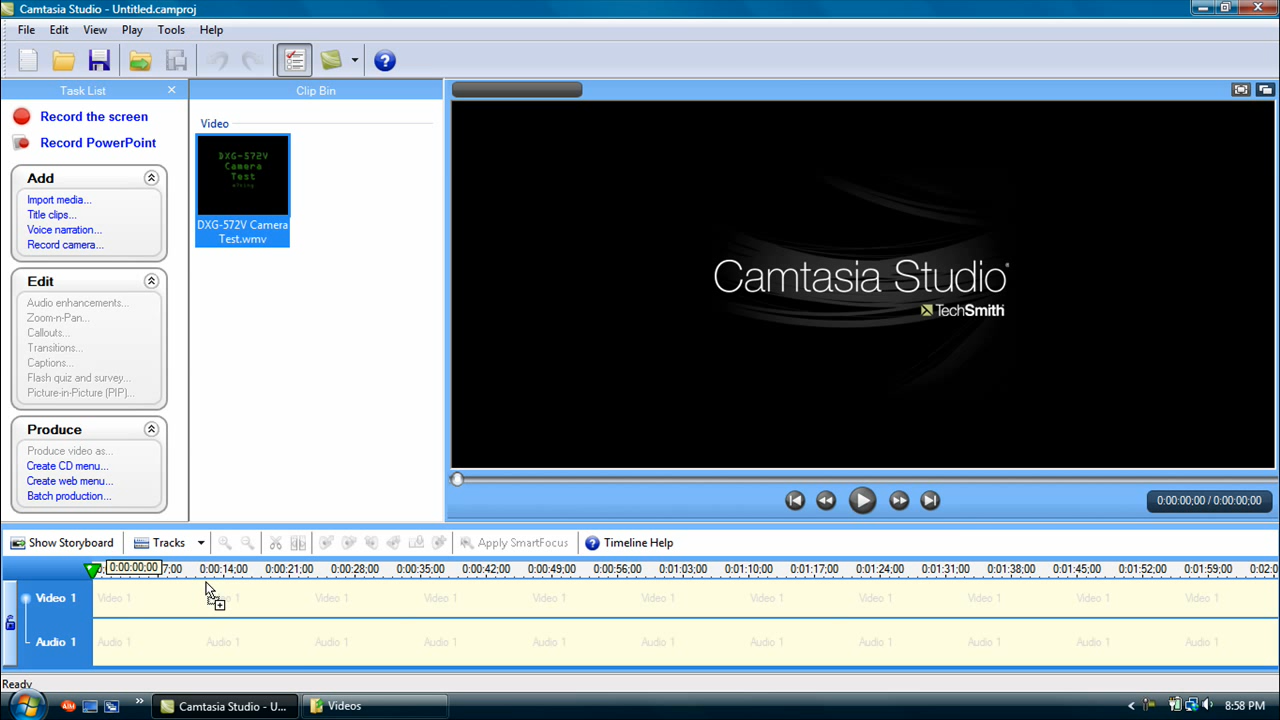 Camtasia Studio - Untitled.camproj
File Edit View Play Tools Help
Task List
Record the screen
Record PowerPoint
Add
Import media...
Title clips...
Voice narration...
Record camera...
Edit
Audio enhancements...
Zoom-n-Pan...
Callouts...
Transitions...
Captions...
Flash quiz and survey...
Picture-in-Picture (PIP)...
Produce
Produce video as...
Create CD menu...
Create web menu...
Batch production...
Clip Bin
Video
DXG-572V
Camera
Test
DXG-572V Camera
Test.wmv
Camtasia Studio®
TechSmith
0:00:00;00 / 0:00:00;00
Show Storyboard Tracks Apply SmartFocus Timeline Help
0:00:00;00 7;00 0:00:14;00 0:00:21;00 0:00:28;00 0:00:35;00 0:00:42;00 0:00:49;00 0:00:56;00 0:01:03;00 0:01:10;00 0:01:17;00 0:01:24;00 0:01:31;00 0:01:38;00 0:01:45;00 0:01:52;00 0:01:59;00 0:02:0
Video 1 Video 1 Video 1 Video 1 Video 1 Video 1 Video 1 Video 1 Video 1 Video 1 Video 1
Audio 1 Audio 1 Audio 1 Audio 1 Audio 1 Audio 1 Audio 1 Audio 1 Audio 1 Audio 1 Audio 1 Audio 1
Ready
Camtasia Studio - U... Videos 8:58 PM